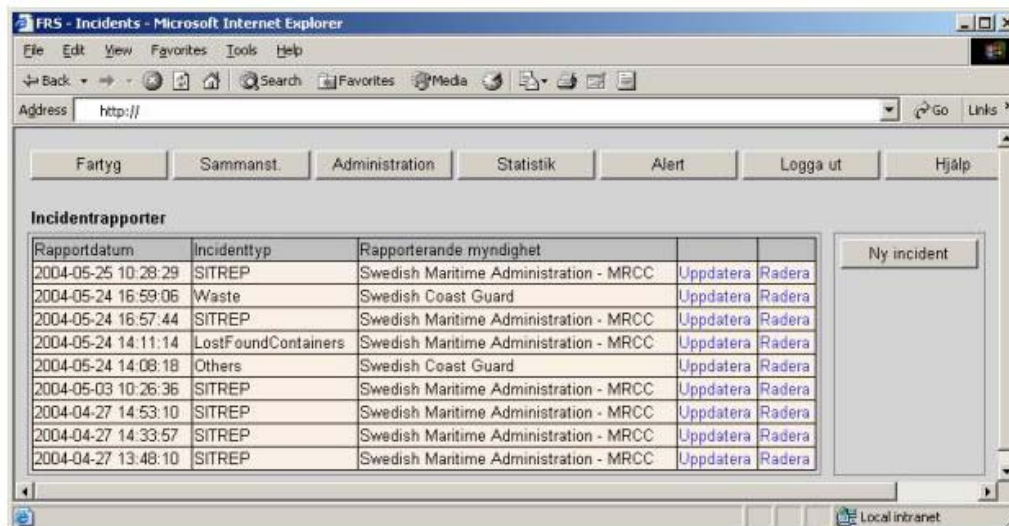 FRS - Incidents - Microsoft Internet Explorer
File Edit View Favorites Tools Help
Back Search Favorites Media
Address http:// Go Links
Fartyg Sammanst. Administration Statistik Alert Logga ut Hjälp
Incidentrapporter
Rapportdatum Incidenttyp Rapporterande myndighet
Ny incident
2004-05-25 10:28:29 SITREP Swedish Maritime Administration - MRCC Uppdatera Radera
2004-05-24 16:59:06 Waste Swedish Coast Guard Uppdatera Radera
2004-05-24 16:57:44 SITREP Swedish Maritime Administration - MRCC Uppdatera Radera
2004-05-24 14:11:14 LostFoundContainers Swedish Maritime Administration - MRCC Uppdatera Radera
2004-05-24 14:08:18 Others Swedish Coast Guard Uppdatera Radera
2004-05-03 10:26:36 SITREP Swedish Maritime Administration - MRCC Uppdatera Radera
2004-04-27 14:53:10 SITREP Swedish Maritime Administration - MRCC Uppdatera Radera
2004-04-27 14:33:57 SITREP Swedish Maritime Administration - MRCC Uppdatera Radera
2004-04-27 13:48:10 SITREP Swedish Maritime Administration - MRCC Uppdatera Radera
Local intranet